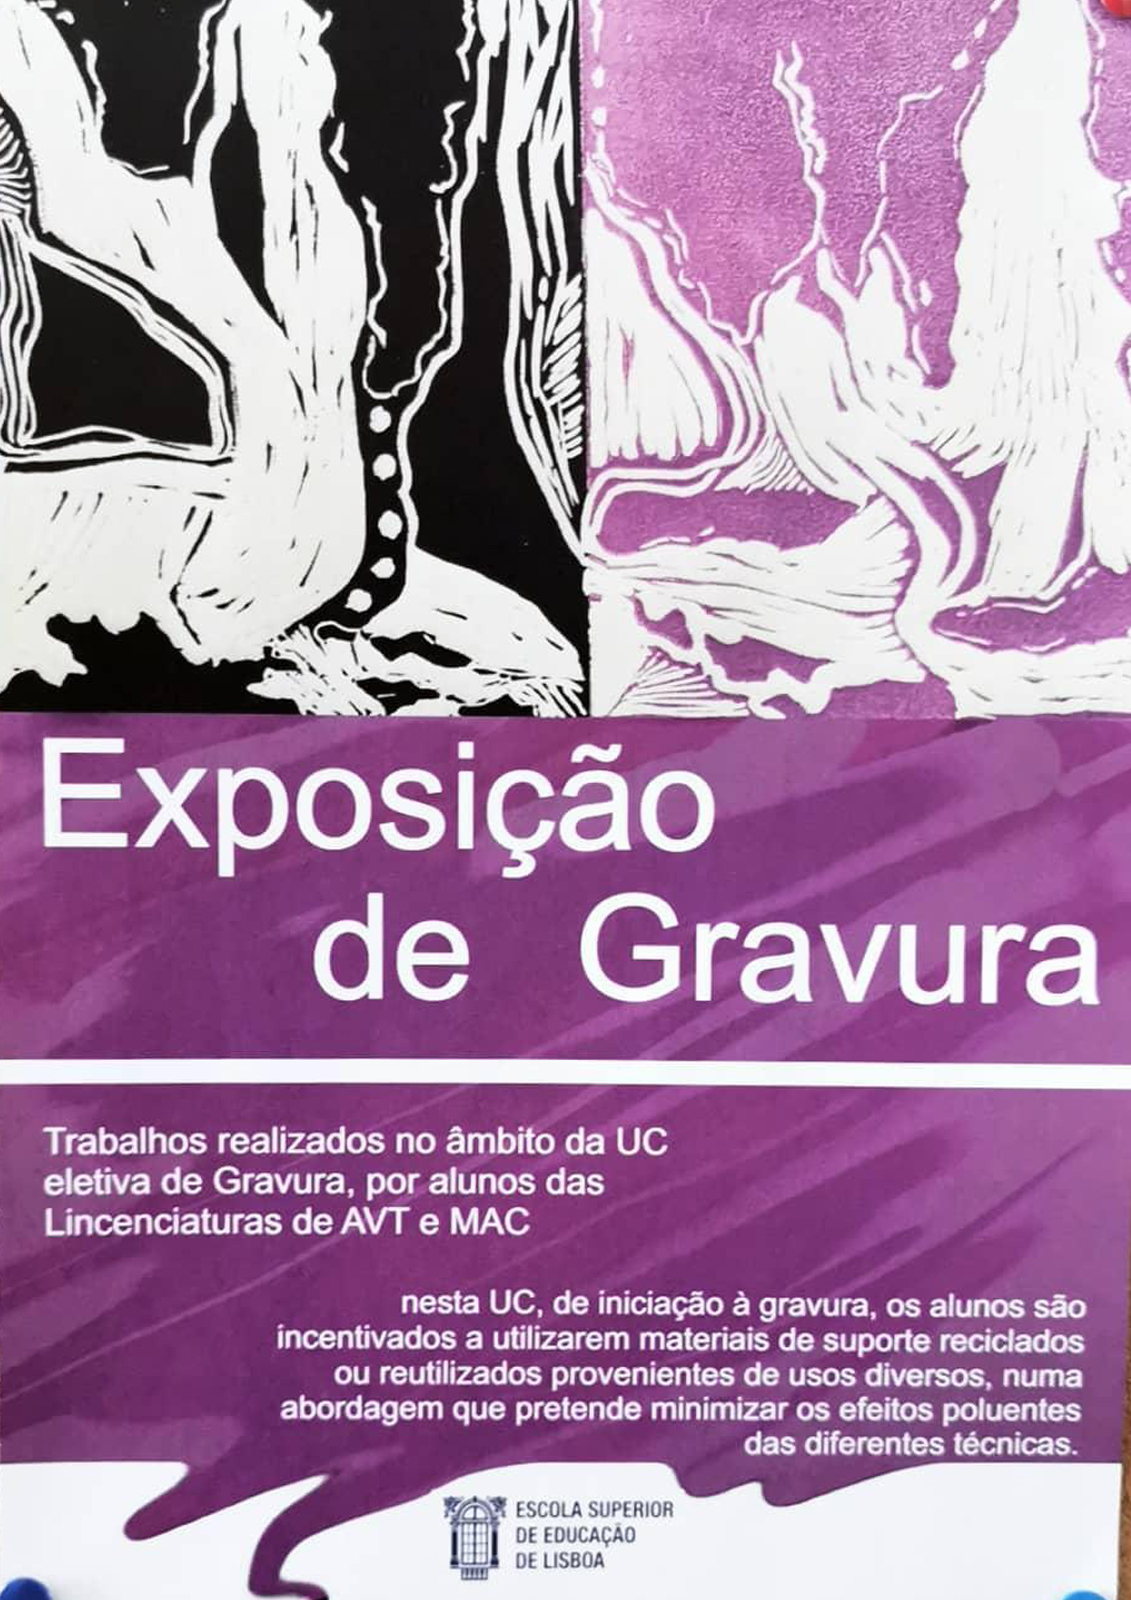 Exposição
de Gravura
Trabalhos realizados no âmbito da UC
eletiva de Gravura, por alunos das
Lincenciaturas de AVT e MAC
nesta UC, de iniciação à gravura, os alunos são
incentivados a utilizarem materiais de suporte reciclados
ou reutilizados provenientes de usos diversos, numa
abordagem que pretende minimizar os efeitos poluentes
das diferentes técnicas.
ESCOLA SUPERIOR
DE EDUCAÇÃO
DE LISBOA